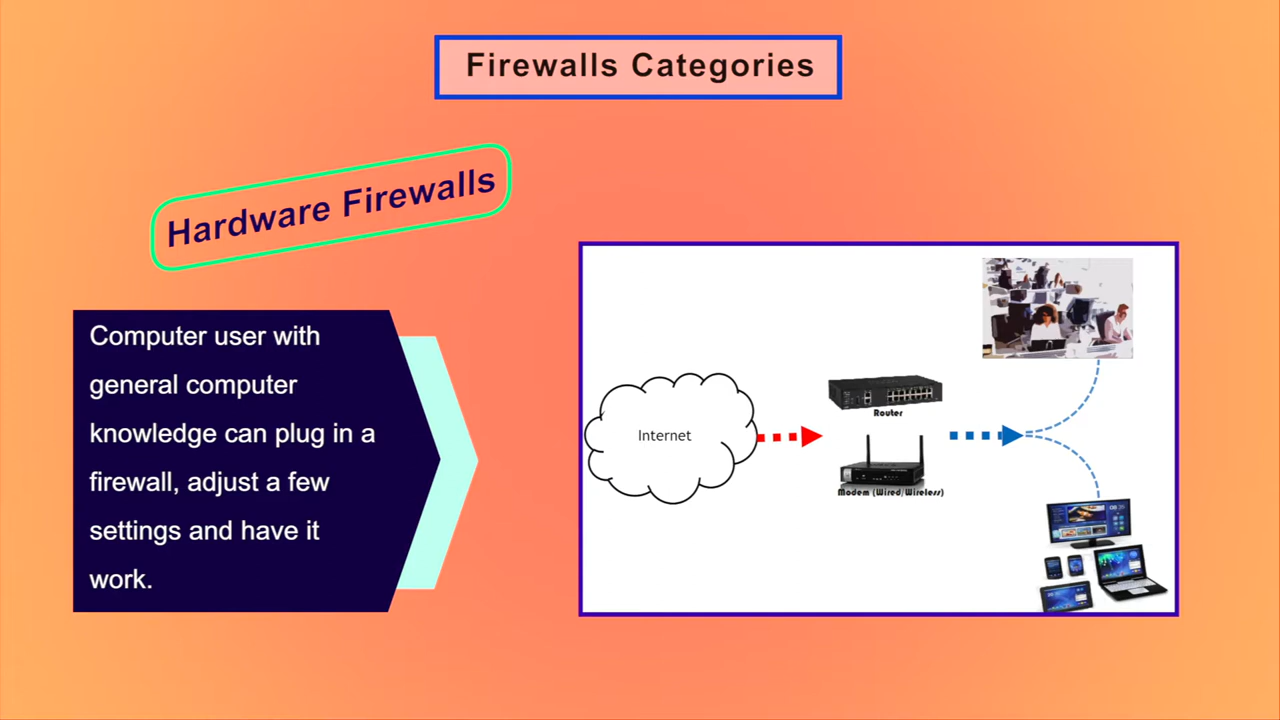 Firewalls Categories
Hardware Firewalls
Computer user with
general computer
knowledge can plug in a
firewall, adjust a few
settings and have it
work.
Internet
Router
Modem (Wired/Wireless)